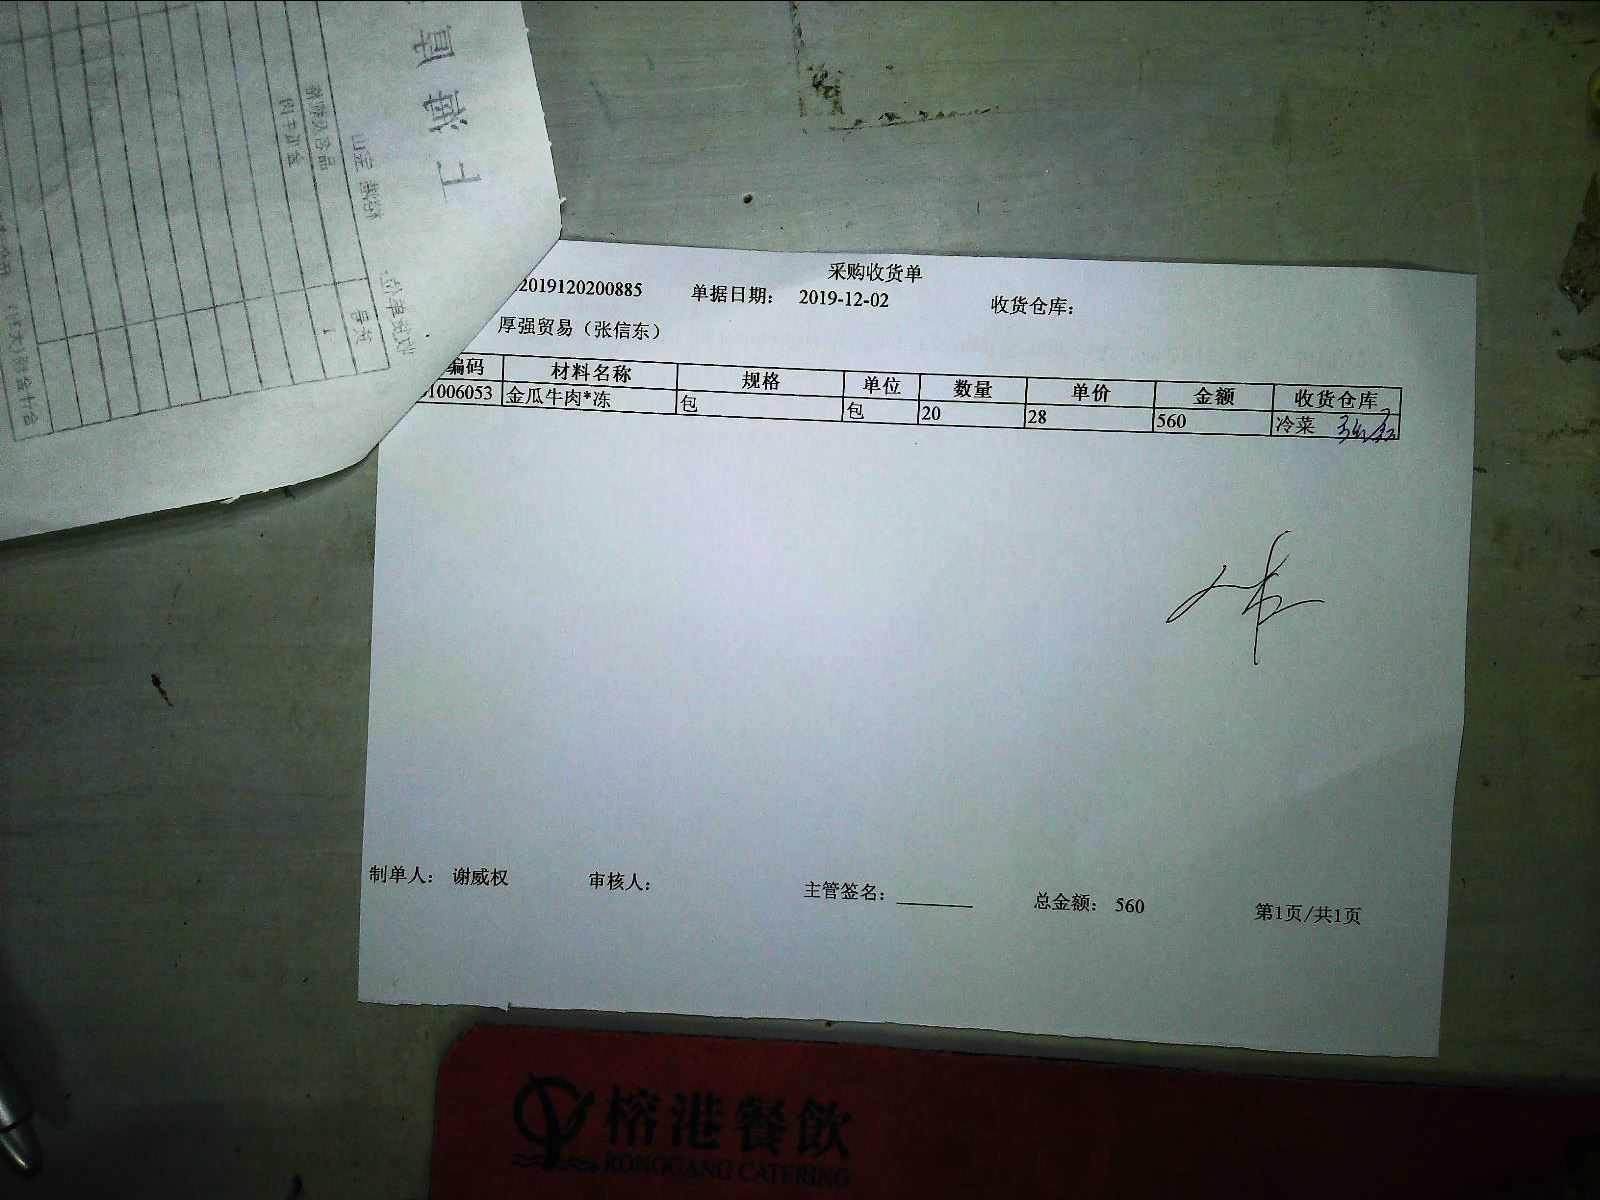 采购收货单
2019120200885 单据日期： 2019-12-02 收货仓库：
厚强贸易（张信东）
编码 材料名称 规格 单位 数量 单价 金额 收货仓库
1006053 金瓜牛肉*冻 包 包 20 28 560 冷菜
制单人： 谢威权 审核人： 主管签名： 总金额： 560 第1页/共1页
榕港餐飲
RONGGANG CATERING